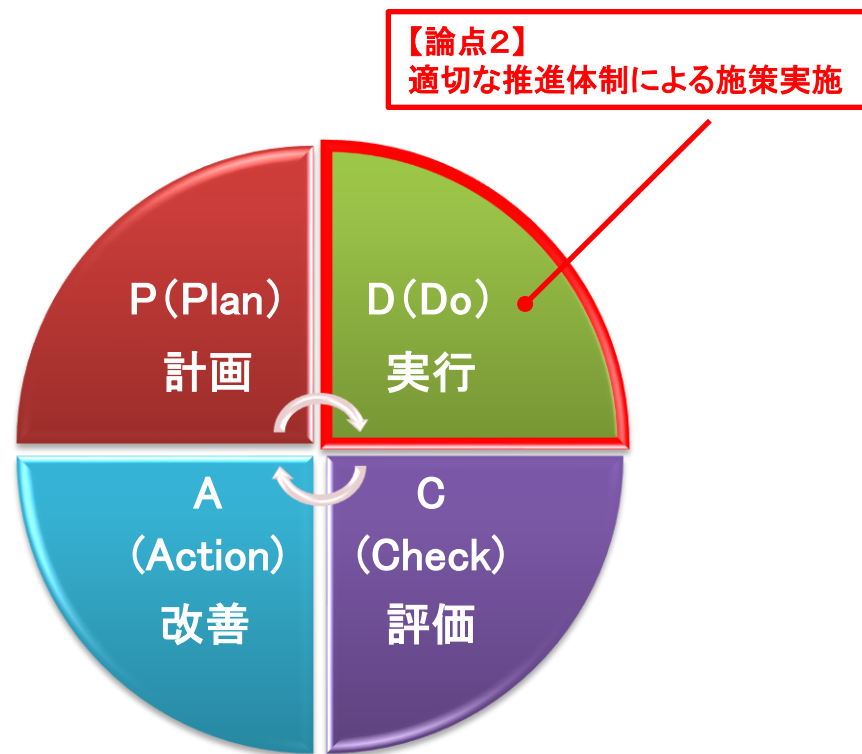 【論点2】
適切な推進体制による施策実施
P(Plan)
計画
D(Do)
実行
A
(Action)
改善
C
(Check)
評価